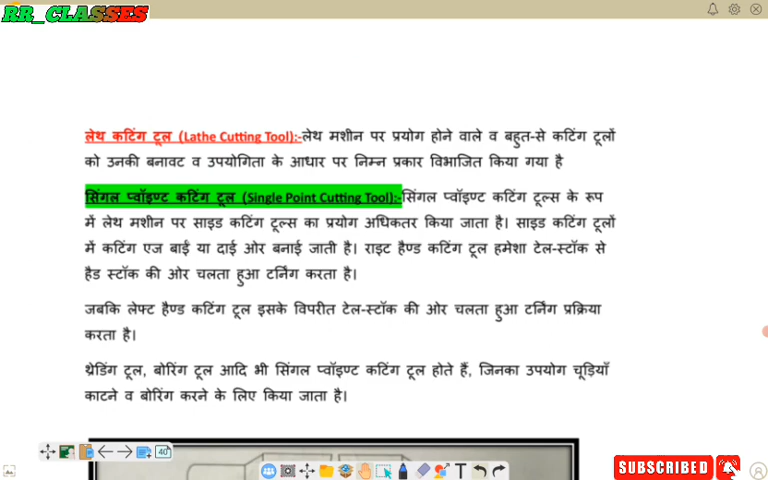 RR_CLASSES
लेथ कटिंग टूल (Lathe Cutting Tool):-लेथ मशीन पर प्रयोग होने वाले व बहुत-से कटिंग टूलों
को उनकी बनावट व उपयोगिता के आधार पर निम्न प्रकार विभाजित किया गया है
सिंगल प्वॉइण्ट कटिंग टूल (Single Point Cutting Tool):-सिंगल प्वॉइण्ट कटिंग टूल्स के रूप
में लेथ मशीन पर साइड कटिंग टूल्स का प्रयोग अधिकतर किया जाता है। साइड कटिंग टूलों
में कटिंग एज बाईं या दाई ओर बनाई जाती है। राइट हैण्ड कटिंग टूल हमेशा टेल-स्टॉक से
हैड स्टॉक की ओर चलता हुआ टर्निंग करता है।
जबकि लेफ्ट हैण्ड कटिंग टूल इसके विपरीत टेल-स्टॉक की ओर चलता हुआ टर्निंग प्रक्रिया
करता है।
थ्रेडिंग टूल, बोरिंग टूल आदि भी सिंगल प्वॉइण्ट कटिंग टूल होते हैं, जिनका उपयोग चूड़ियाँ
काटने व बोरिंग करने के लिए किया जाता है।
40
T
SUBSCRIBED